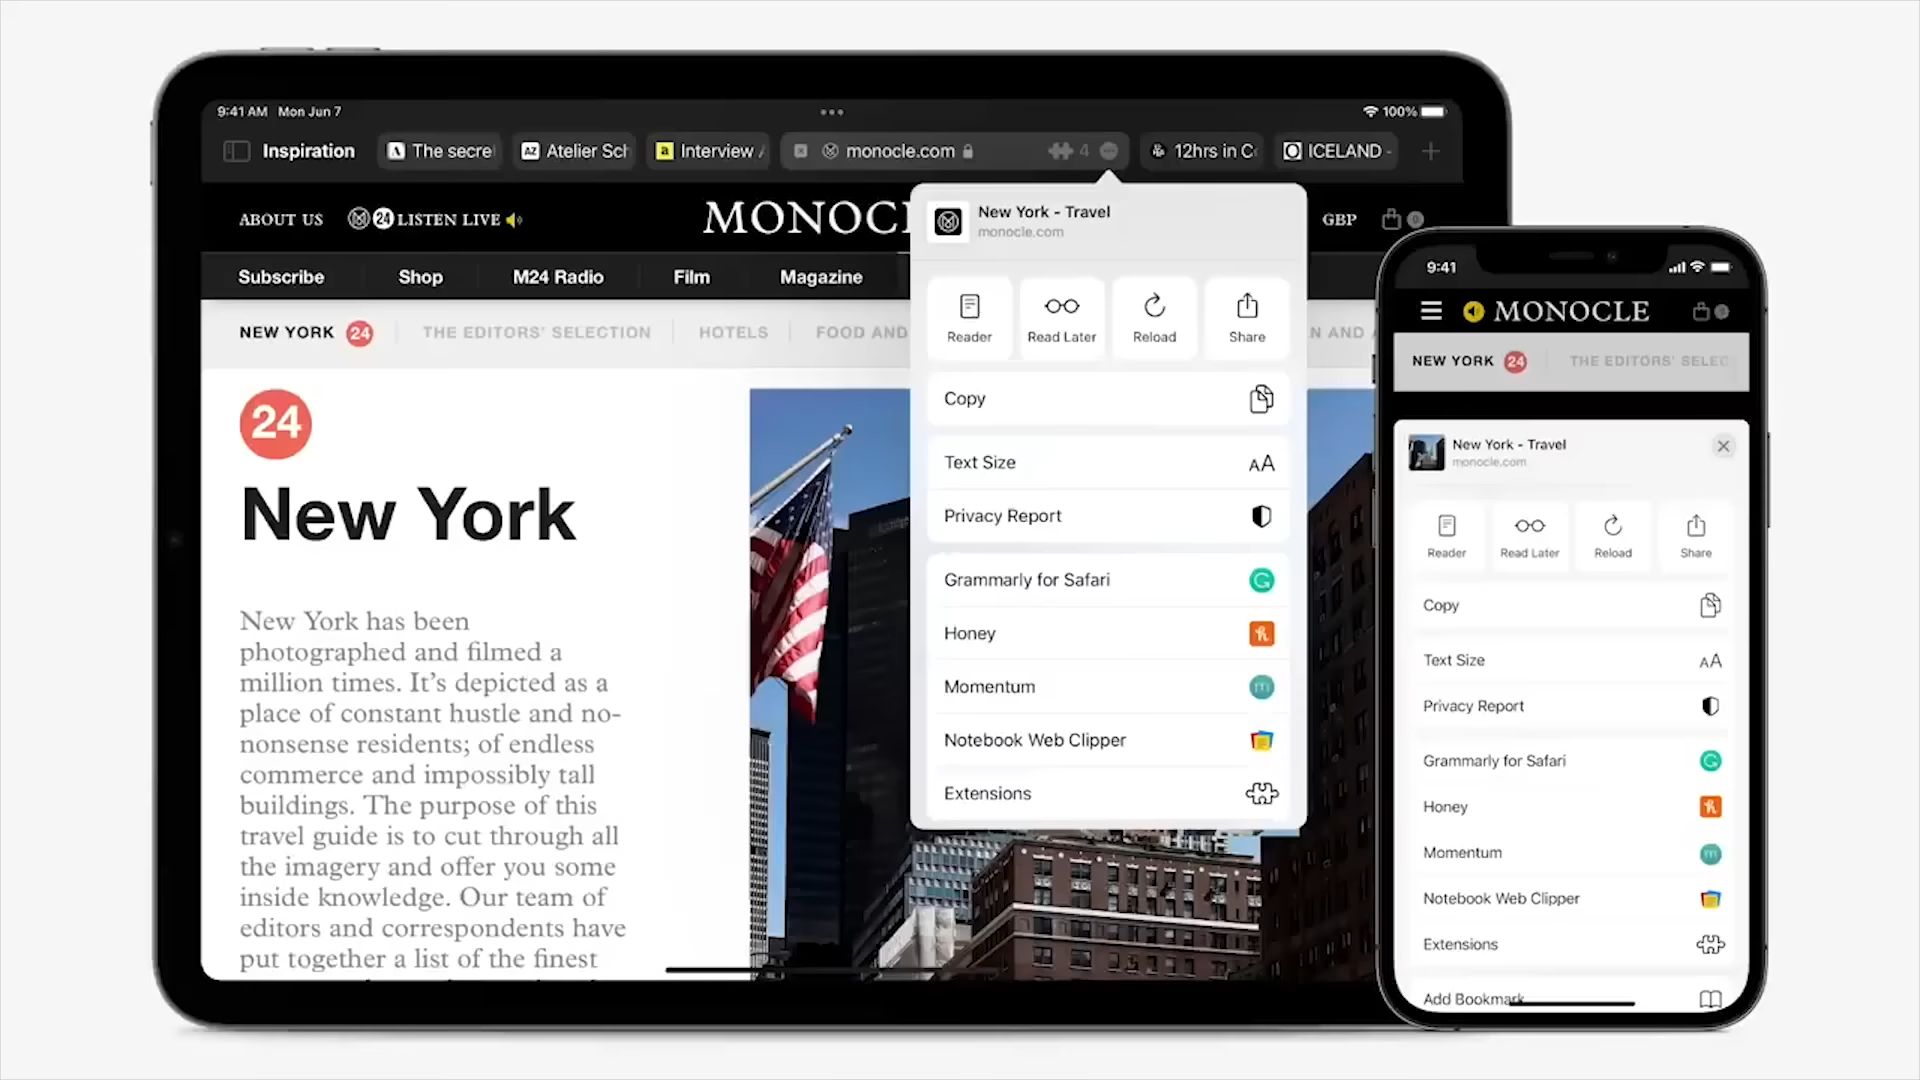 9:41 AM Mon Jun 7
100%
Inspiration
The secre
AZ Atelier Sch
a Interview
monocle.com
4
12hrs in C
ICELAND -
ABOUT US
24 LISTEN LIVE
MONOC
GBP
0
Subscribe
Shop
M24 Radio
Film
Magazine
NEW YORK 24
THE EDITORS' SELECTION
HOTELS
FOOD AND
N AND
24
New York
New York has been
photographed and filmed a
million times. It's depicted as a
place of constant hustle and no-
nonsense residents; of endless
commerce and impossibly tall
buildings. The purpose of this
travel guide is to cut through all
the imagery and offer you some
inside knowledge. Our team of
editors and correspondents have
put together a list of the finest
New York - Travel
monocle.com
Reader
Read Later
Reload
Share
Copy
Text Size AA
Privacy Report
Grammarly for Safari
Honey
Momentum m
Notebook Web Clipper
Extensions
9:41
MONOCLE
0
NEW YORK 24
THE EDITORS' SELEC
New York - Travel
monocle.com
Reader
Read Later
Reload
Share
Copy
Text Size AA
Privacy Report
Grammarly for Safari
Honey
Momentum m
Notebook Web Clipper
Extensions
Add Bookmark